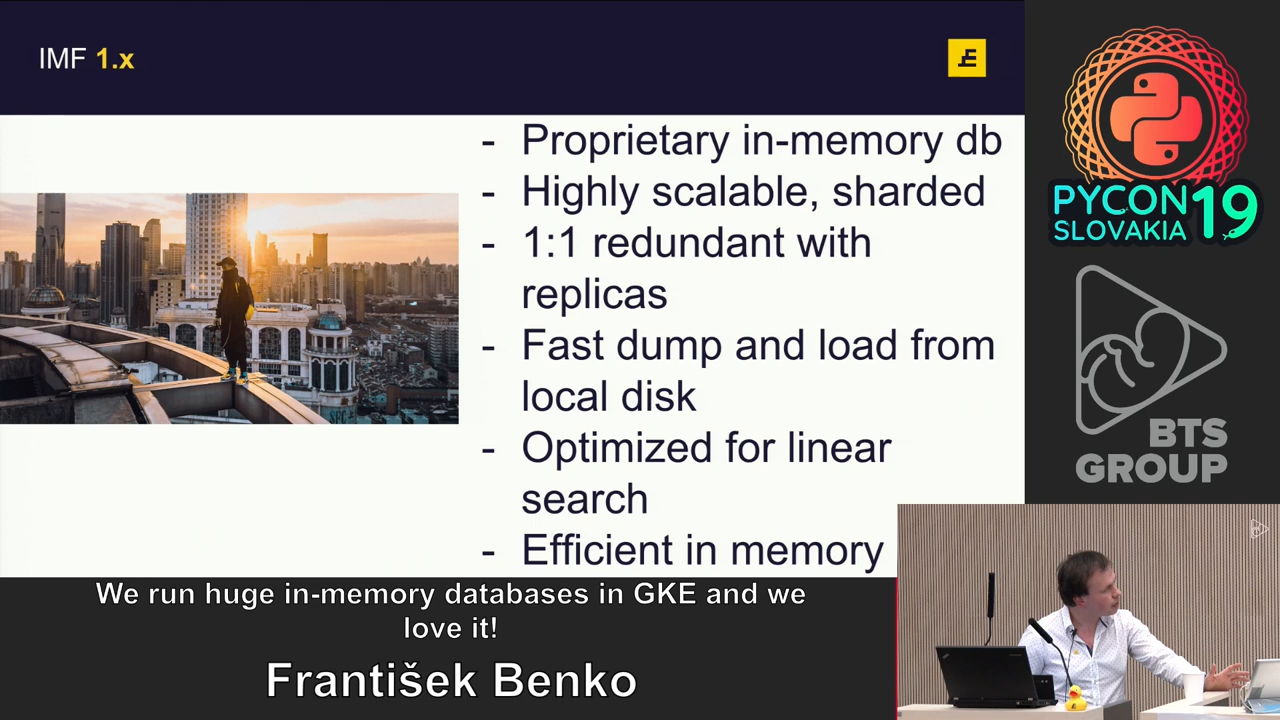 IMF 1.x
- Proprietary in-memory db
- Highly scalable, sharded
- 1:1 redundant with
replicas
- Fast dump and load from
local disk
- Optimized for linear
search
- Efficient in memory
PYCON 19
SLOVAKIA
BTS
GROUP
We run huge in-memory databases in GKE and we
love it!
František Benko